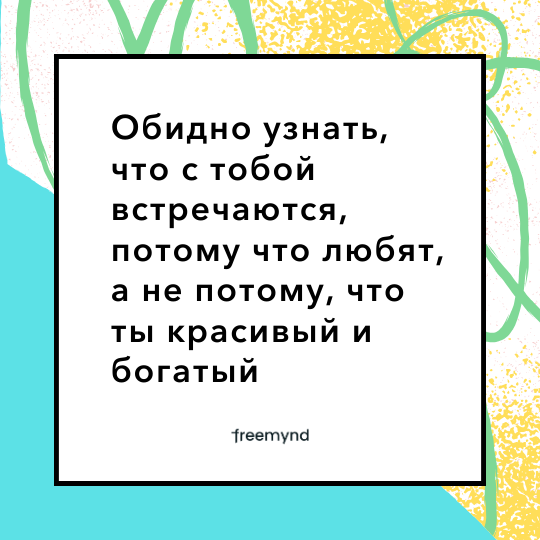 Обидно узнать,
что с тобой
встречаются,
потому что любят,
а не потому, что
ты красивый и
богатый
freemynd